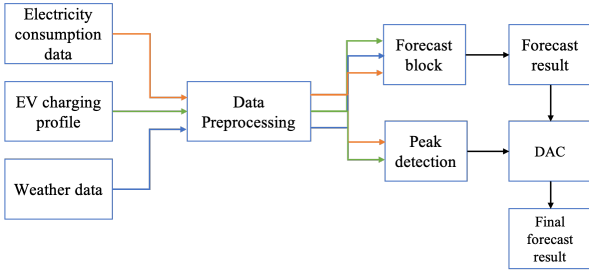 Electricity
consumption
data
EV charging
profile
Weather data
Data
Preprocessing
Forecast
block
Peak
detection
Forecast
result
DAC
Final
forecast
result